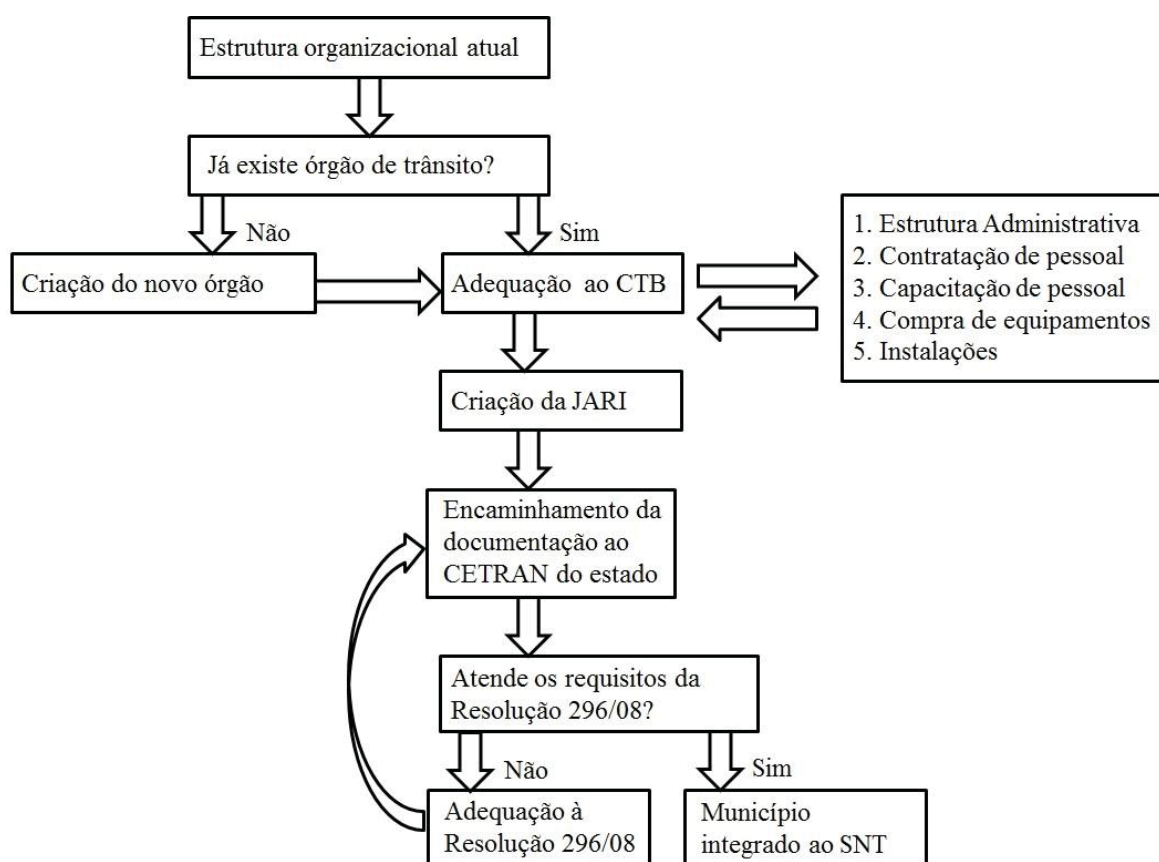 Estrutura organizacional atual
Já existe órgão de trânsito?
Não
Sim
Criação do novo órgão
Adequação ao CTB
1. Estrutura Administrativa
2. Contratação de pessoal
3. Capacitação de pessoal
4. Compra de equipamentos
5. Instalações
Criação da JARI
Encaminhamento da
documentação ao
CETRAN do estado
Atende os requisitos da
Resolução 296/08?
Não
Sim
Adequação à
Resolução 296/08
Município
integrado ao SNT